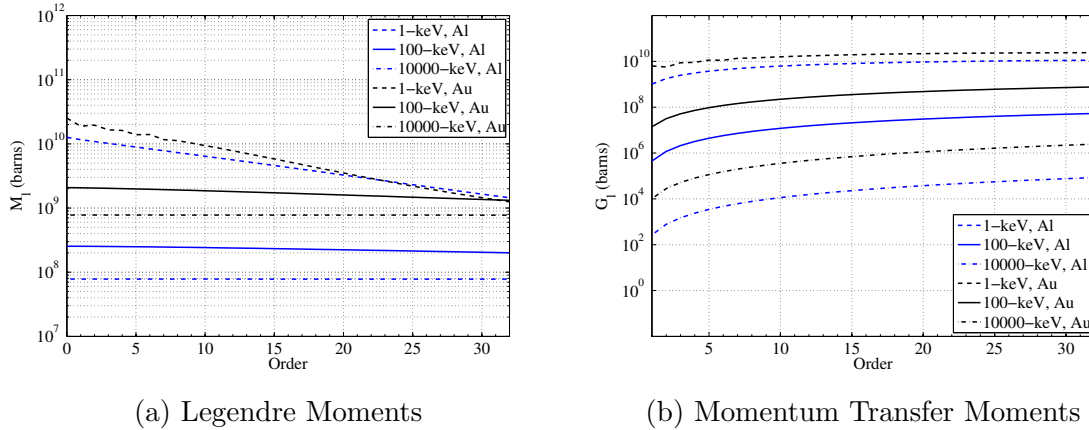 10^12
10^11
10^10
10^9
10^8
10^7
M_l (barns)
0
5
10
15
20
25
30
Order
1−keV, Al
100−keV, Al
10000−keV, Al
1−keV, Au
100−keV, Au
10000−keV, Au
(a) Legendre Moments
10^10
10^8
10^6
10^4
10^2
10^0
G_l (barns)
5
10
15
20
25
30
Order
1−keV, Al
100−keV, Al
10000−keV, Al
1−keV, Au
100−keV, Au
10000−keV, Au
(b) Momentum Transfer Moments